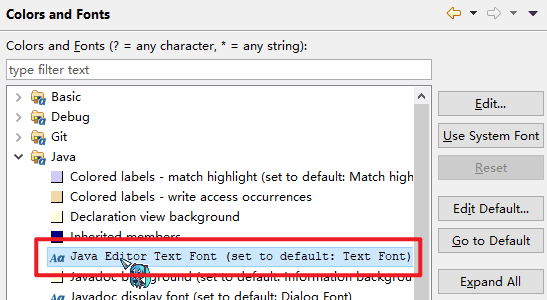 Colors and Fonts
Colors and Fonts (? = any character, * = any string):
type filter text
Basic
Debug
Git
Java
Colored labels - match highlight (set to default: Match high
Colored labels - write access occurrences
Declaration view background
Inherited members
Aa Java Editor Text Font (set to default: Text Font)
Javadoc background (set to default: Information backgrou
Aa Javadoc display font (set to default: Dialog Font)
Edit...
Use System Font
Reset
Edit Default...
Go to Default
Expand All